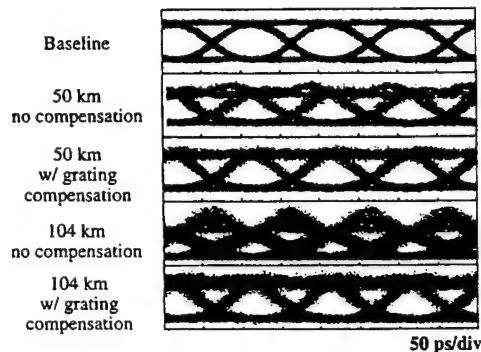 Baseline
50 km
no compensation
50 km
w/ grating
compensation
104 km
no compensation
104 km
w/ grating
compensation
50 ps/div